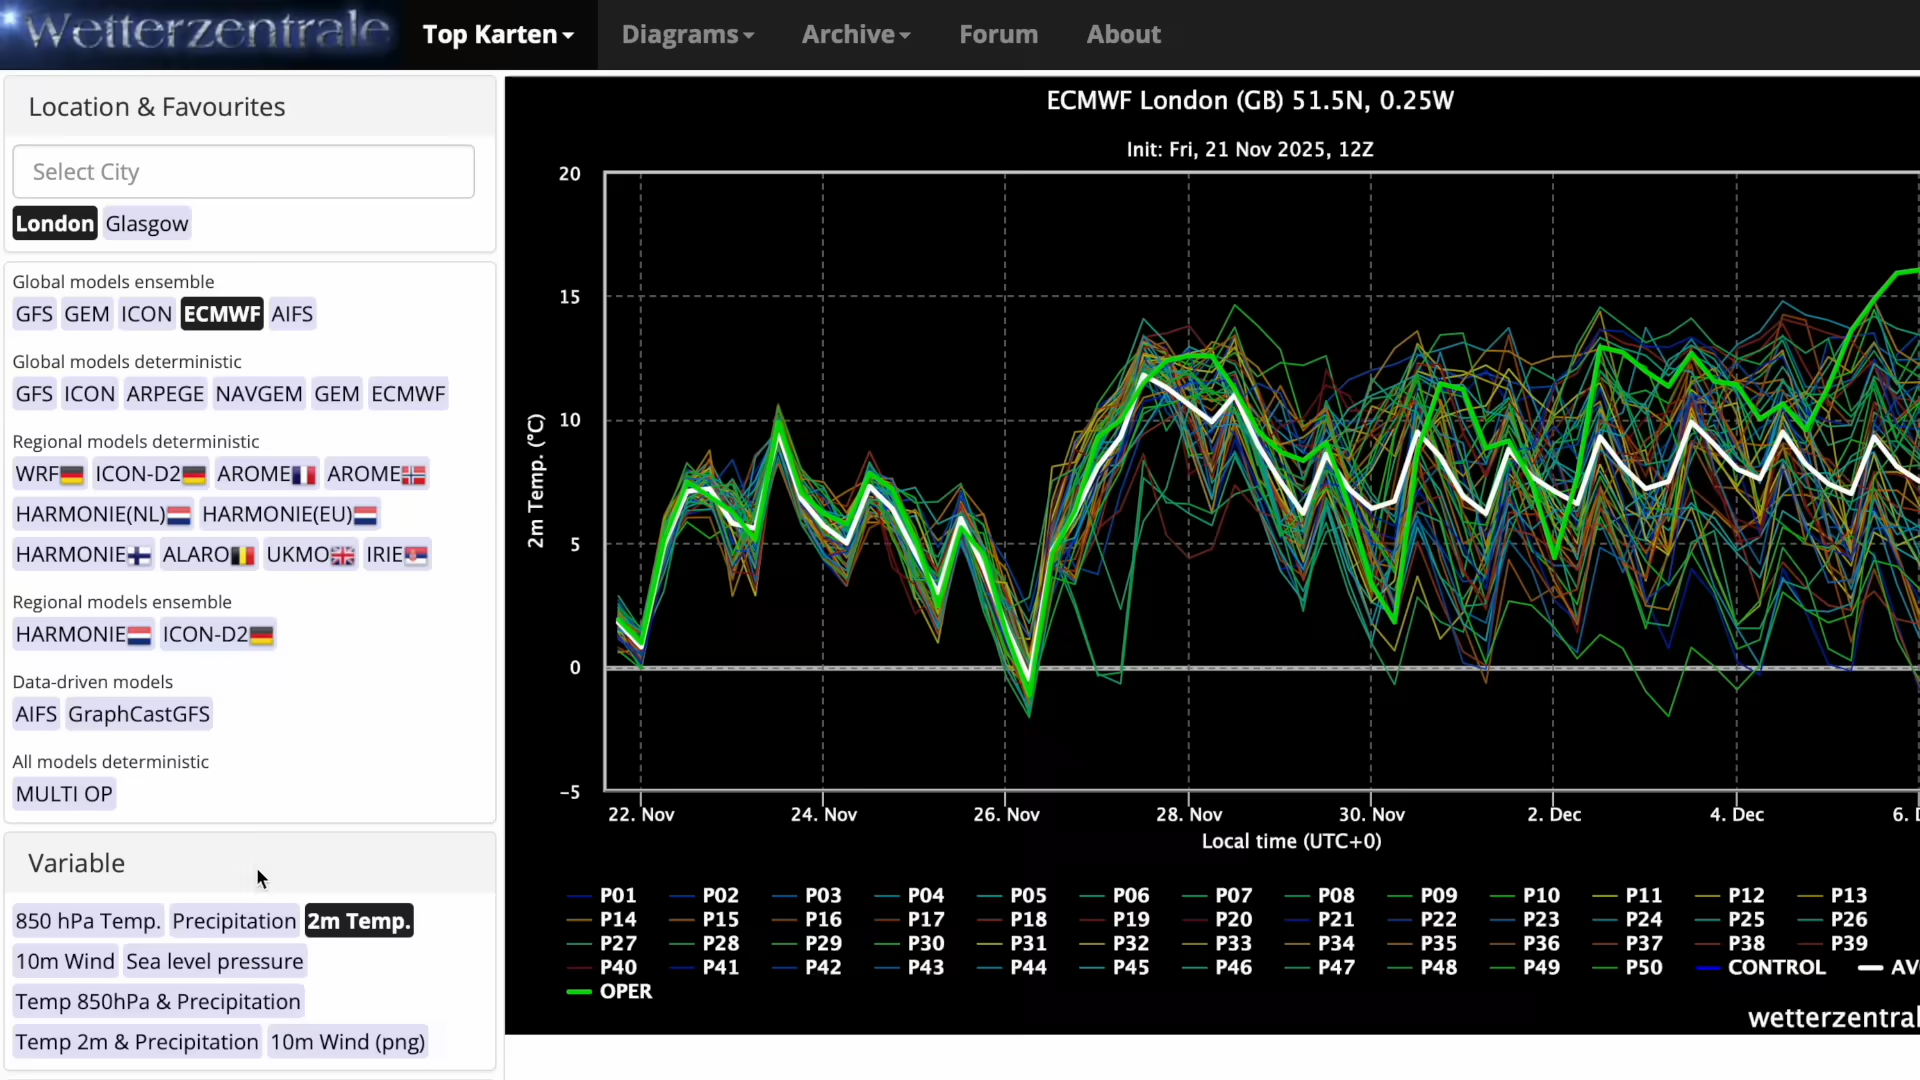 Wetterzentrale
Top Karten
Diagrams
Archive
Forum
About
Location & Favourites
Select City
London Glasgow
Global models ensemble
GFS GEM ICON ECMWF AIFS
Global models deterministic
GFS ICON ARPEGE NAVGEM GEM ECMWF
Regional models deterministic
WRF ICON-D2 AROME AROME
HARMONIE(NL) HARMONIE(EU)
HARMONIE ALARO UKMO IRIE
Regional models ensemble
HARMONIE ICON-D2
Data-driven models
AIFS GraphCastGFS
All models deterministic
MULTI OP
Variable
850 hPa Temp. Precipitation 2m Temp.
10m Wind Sea level pressure
Temp 850hPa & Precipitation
Temp 2m & Precipitation 10m Wind (png)
ECMWF London (GB) 51.5N, 0.25W
Init: Fri, 21 Nov 2025, 12Z
2m Temp. (°C)
20
15
10
5
0
-5
22. Nov 24. Nov 26. Nov 28. Nov 30. Nov 2. Dec 4. Dec 6.
Local time (UTC+0)
P01 P02 P03 P04 P05 P06 P07 P08 P09 P10 P11 P12 P13
P14 P15 P16 P17 P18 P19 P20 P21 P22 P23 P24 P25 P26
P27 P28 P29 P30 P31 P32 P33 P34 P35 P36 P37 P38 P39
P40 P41 P42 P43 P44 P45 P46 P47 P48 P49 P50 CONTROL
OPER
wetterzentral